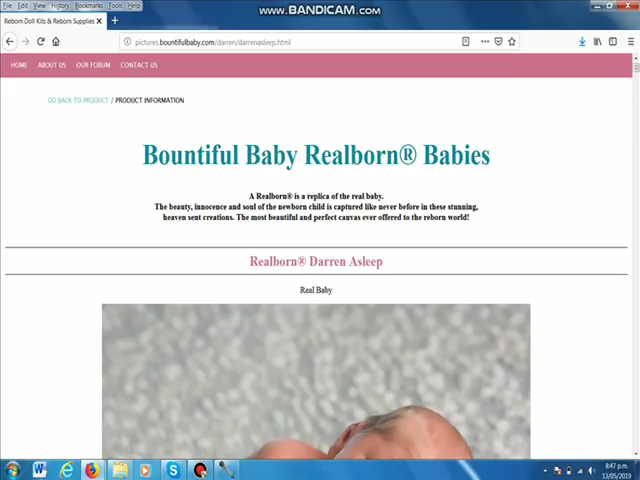 File Edit View History Bookmarks Tools Help
WWW.BANDICAM.COM
Reborn Doll Kits & Reborn Supplies
pictures.bountifulbaby.com/darren/darrenasleep.html
HOME ABOUT US OUR FORUM CONTACT US
GO BACK TO PRODUCT / PRODUCT INFORMATION
Bountiful Baby Realborn® Babies
A Realborn® is a replica of the real baby.
The beauty, innocence and soul of the newborn child is captured like never before in these stunning,
heaven sent creations. The most beautiful and perfect canvas ever offered to the reborn world!
Realborn® Darren Asleep
Real Baby
8:47 p.m.
13/05/2019